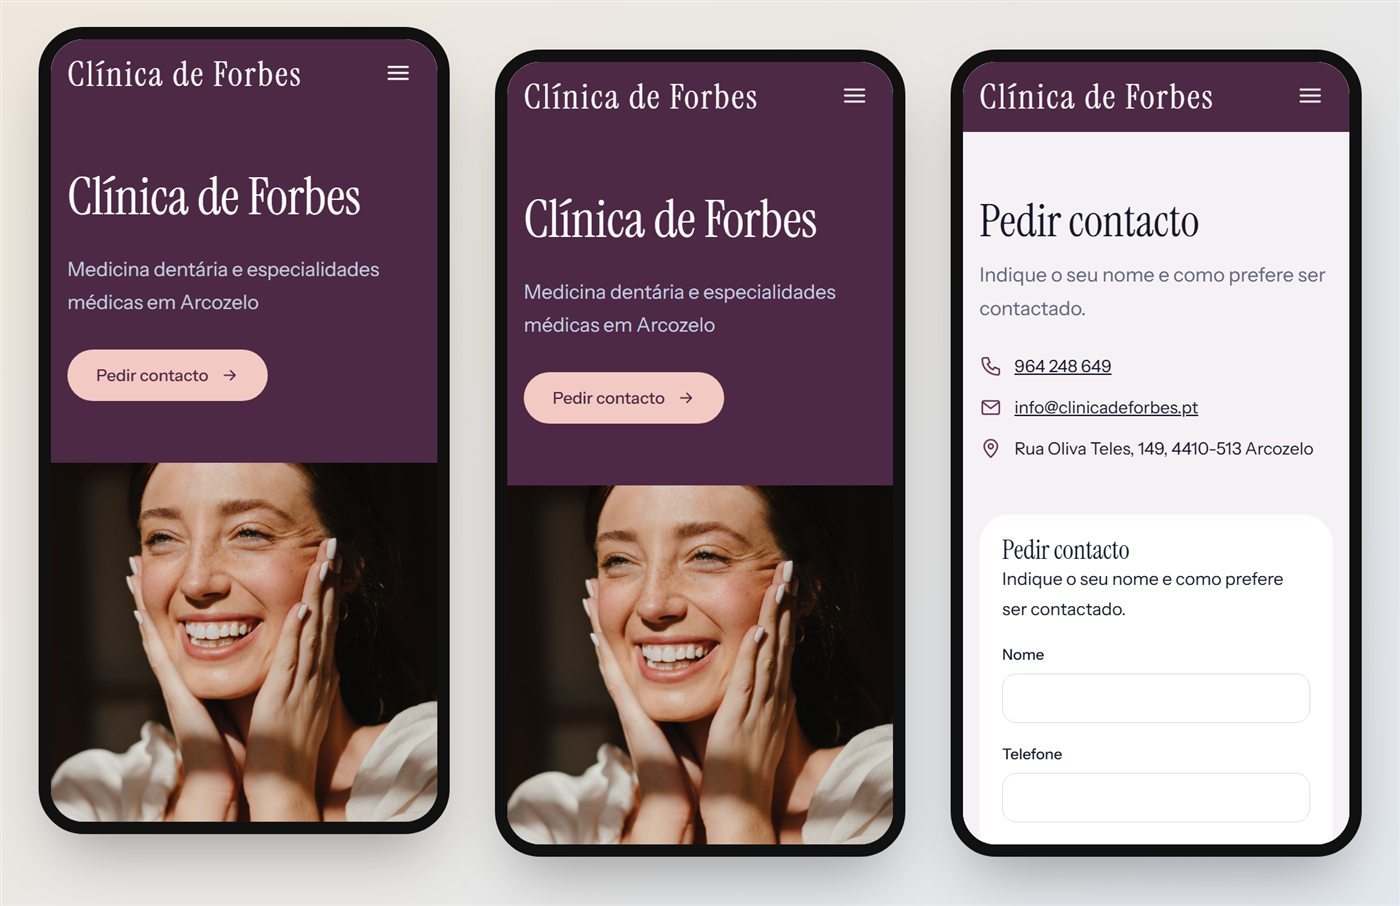 Clínica de Forbes
Clínica de Forbes
Medicina dentária e especialidades
médicas em Arcozelo
Pedir contacto
Clínica de Forbes
Clínica de Forbes
Medicina dentária e especialidades
médicas em Arcozelo
Pedir contacto
Clínica de Forbes
Pedir contacto
Indique o seu nome e como prefere ser
contactado.
964 248 649
info@clinicadeforbes.pt
Rua Oliva Teles, 149, 4410-513 Arcozelo
Pedir contacto
Indique o seu nome e como prefere
ser contactado.
Nome
Telefone